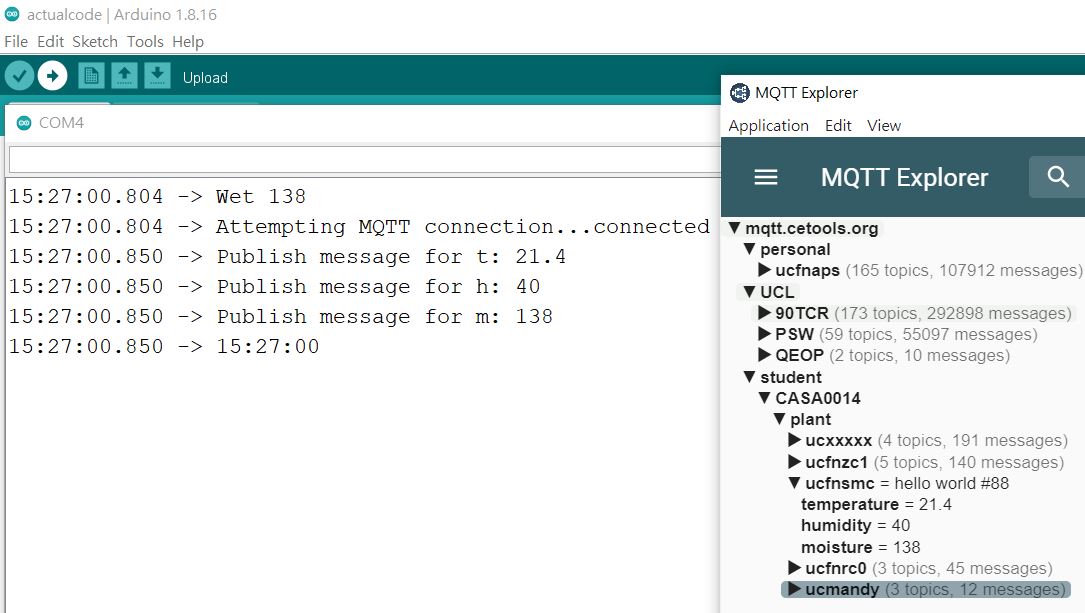 actualcode | Arduino 1.8.16
File Edit Sketch Tools Help
Upload
COM4
15:27:00.804 -> Wet 138
15:27:00.804 -> Attempting MQTT connection...connected
15:27:00.850 -> Publish message for t: 21.4
15:27:00.850 -> Publish message for h: 40
15:27:00.850 -> Publish message for m: 138
15:27:00.850 -> 15:27:00
MQTT Explorer
Application Edit View
MQTT Explorer
▼ mqtt.cetools.org
▼ personal
▶ ucfnaps (165 topics, 107912 messages)
▼ UCL
▶ 90TCR (173 topics, 292898 messages)
▶ PSW (59 topics, 55097 messages)
▶ QEOP (2 topics, 10 messages)
▼ student
▼ CASA0014
▼ plant
▶ ucxxxxx (4 topics, 191 messages)
▶ ucfnzc1 (5 topics, 140 messages)
▼ ucfnsmc = hello world #88
temperature = 21.4
humidity = 40
moisture = 138
▶ ucfnrc0 (3 topics, 45 messages)
▶ ucmandy (3 topics, 12 messages)